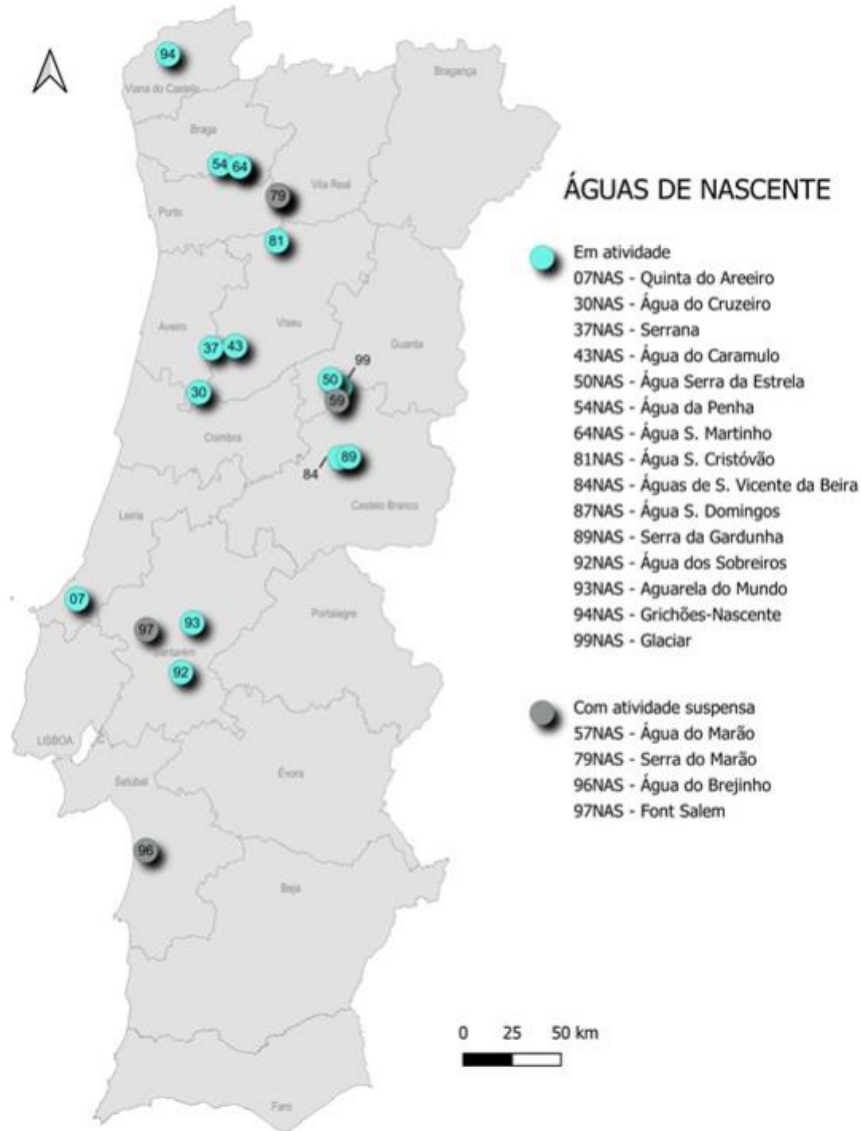 94
Viana do Castelo
Bragança
Braga
54
64
Vila Real
79
Porto
81
ÁGUAS DE NASCENTE
Em atividade
07NAS - Quinta do Areeiro
30NAS - Água do Cruzeiro
37NAS - Serrana
43NAS - Água do Caramulo
50NAS - Água Serra da Estrela
54NAS - Água da Penha
64NAS - Água S. Martinho
81NAS - Água S. Cristóvão
84NAS - Águas de S. Vicente da Beira
87NAS - Água S. Domingos
89NAS - Serra da Gardunha
92NAS - Água dos Sobreiros
93NAS - Aguarela do Mundo
94NAS - Grichões-Nascente
99NAS - Glaciar
Com atividade suspensa
57NAS - Água do Marão
79NAS - Serra do Marão
96NAS - Água do Brejinho
97NAS - Font Salem
Aveiro
Viseu
37
43
Guarda
99
50
59
30
Coimbra
84
89
Castelo Branco
Leiria
07
97
93
Santarém
Portalegre
92
LISBOA
Setúbal
Évora
96
Beja
0 25 50 km
Faro